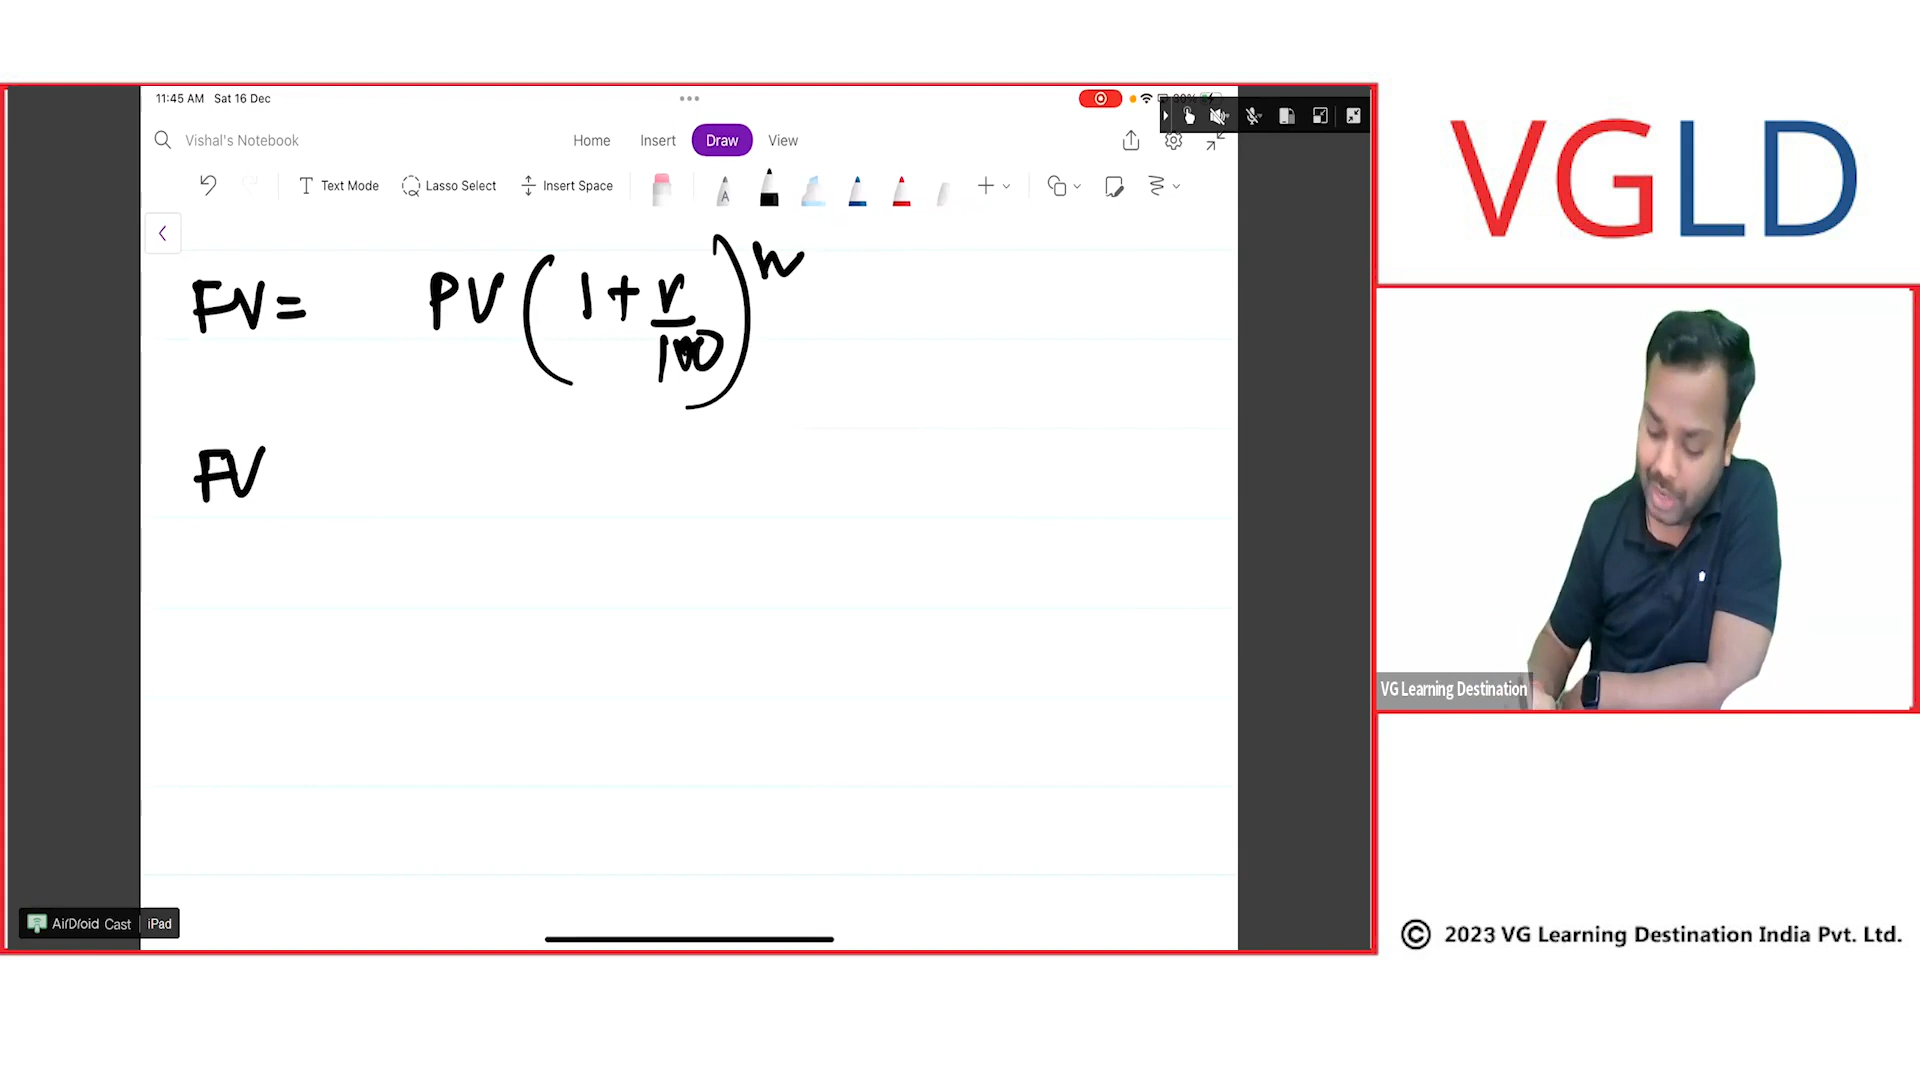 11:45 AM Sat 16 Dec
30%
Vishal's Notebook
Home Insert Draw View
Text Mode Lasso Select Insert Space
A
FV = PV ( 1 + r/100 )^n
FV
VGLD
VG Learning Destination
AirDroid Cast iPad
© 2023 VG Learning Destination India Pvt. Ltd.